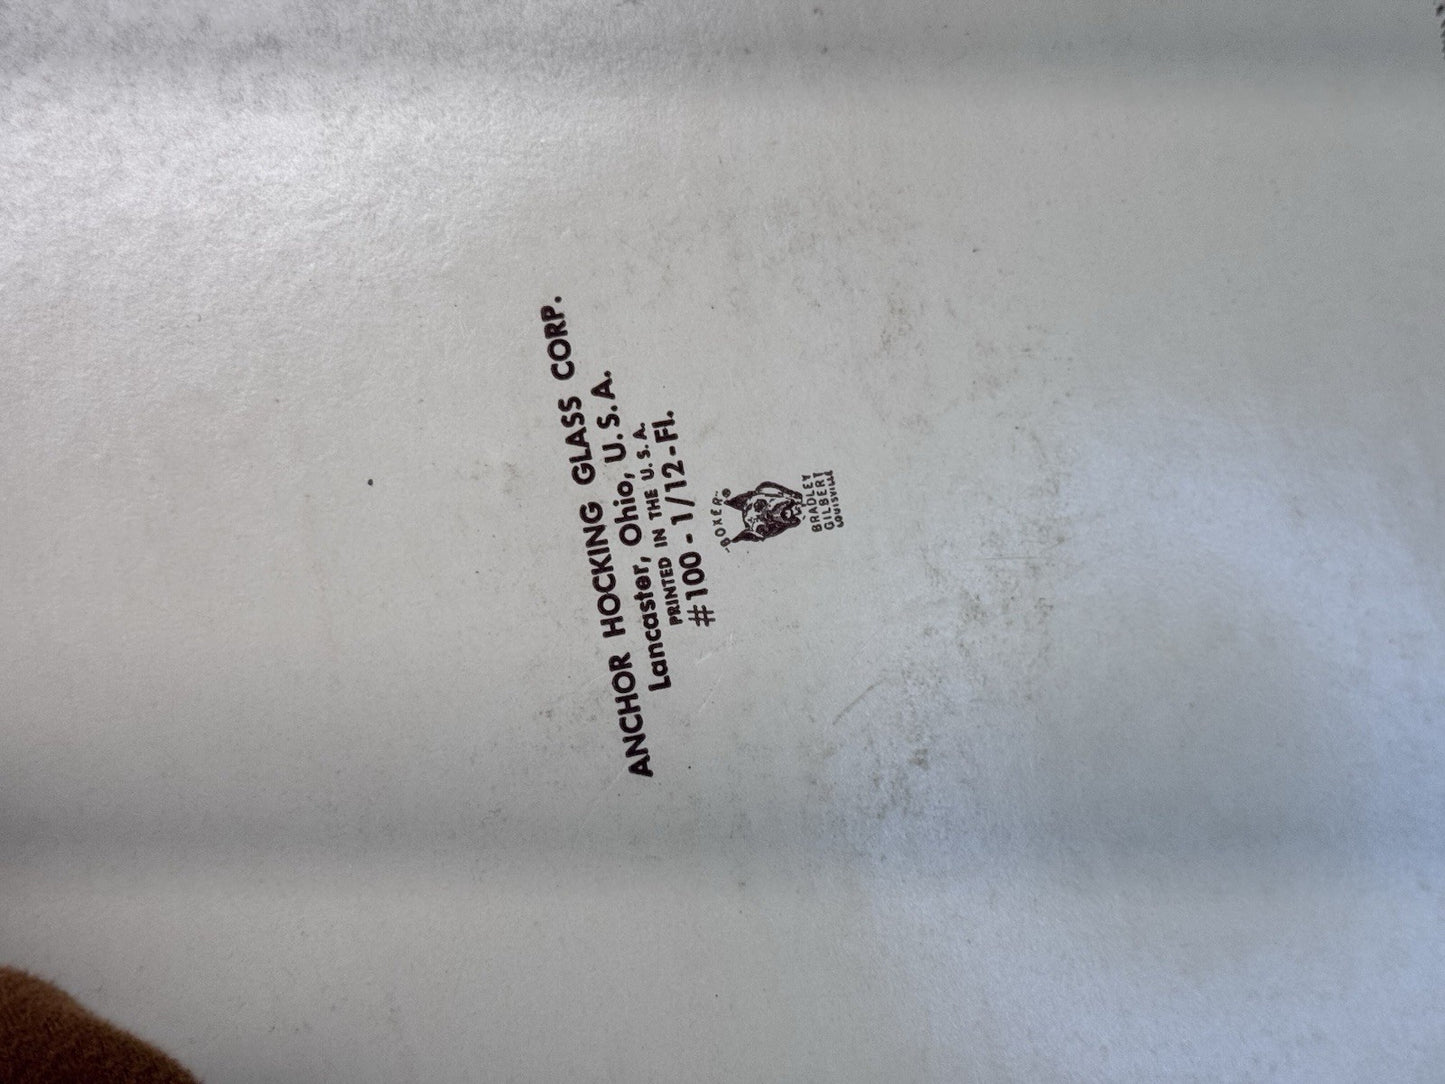 ANCHOR HOCKING GLASS CORP.
Lancaster, Ohio, U.S.A.
PRINTED IN THE U.S.A.
#100 - 1/12-Fl.
-BOXER-®
BRADLEY
GILBERT
LOUISVILLE